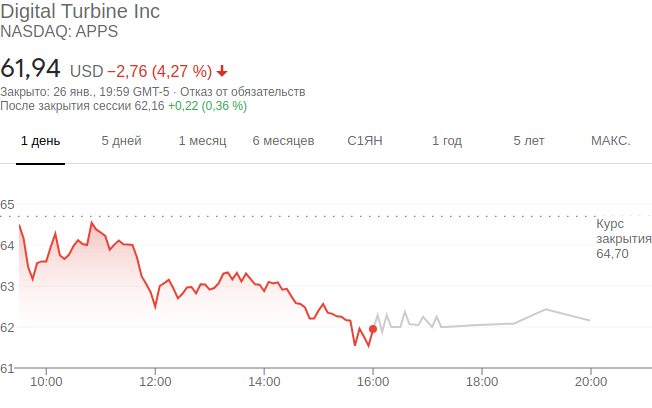 Digital Turbine Inc
NASDAQ: APPS
61,94 USD −2,76 (4,27 %)
Закрыто: 26 янв., 19:59 GMT-5 · Отказ от обязательств
После закрытия сессии 62,16 +0,22 (0,36 %)
1 день 5 дней 1 месяц 6 месяцев С1ЯН 1 год 5 лет МАКС.
65
Курс
закрытия
64,70
64
63
62
61
10:00 12:00 14:00 16:00 18:00 20:00